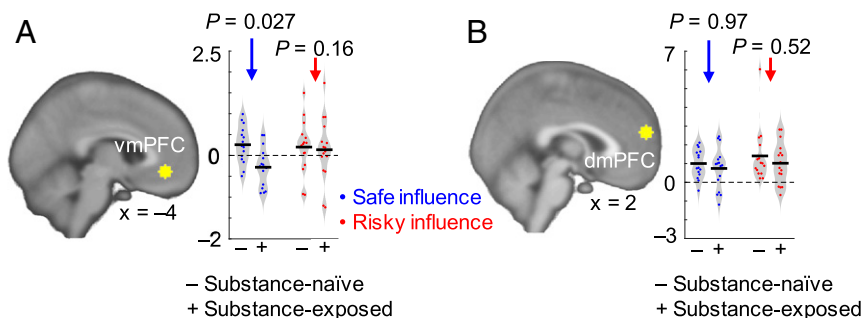 A
P = 0.027
P = 0.16
2.5
0
–2
vmPFC
x = –4
– + – +
• Safe influence
• Risky influence
– Substance-naïve
+ Substance-exposed
B
P = 0.97
P = 0.52
7
0
–3
dmPFC
x = 2
– + – +
– Substance-naïve
+ Substance-exposed